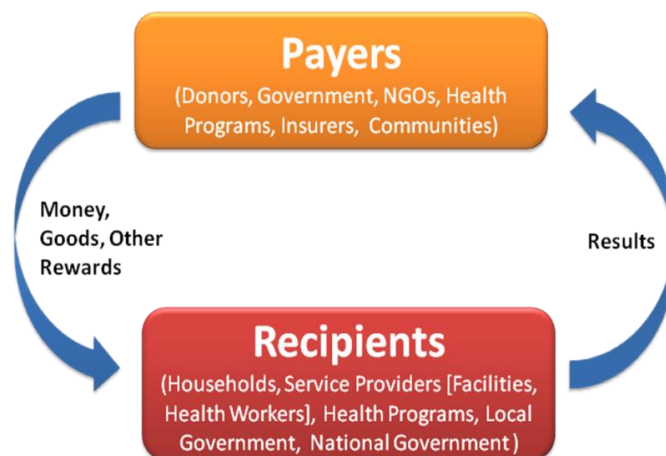 Payers
(Donors, Government, NGOs, Health
Programs, Insurers, Communities)
Money,
Goods, Other
Rewards
Results
Recipients
(Households, Service Providers [Facilities,
Health Workers], Health Programs, Local
Government, National Government)